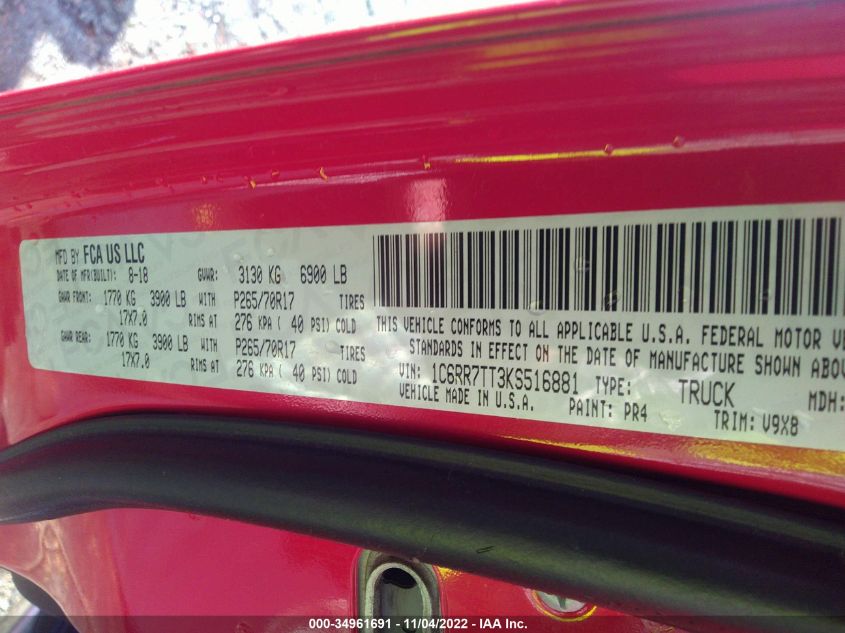 MFD BY FCA US LLC
DATE OF MFR(BUILT): 8-18 GVWR: 3130 KG 6900 LB
GWWR FRONT: 1770 KG 3900 LB WITH P265/70R17 TIRES
17X7.0 RIMS AT 276 KPA ( 40 PSI) COLD
GAWR REAR: 1770 KG 3900 LB WITH P265/70R17 TIRES
17X7.0 RIMS AT 276 KPA ( 40 PSI) COLD
THIS VEHICLE CONFORMS TO ALL APPLICABLE U.S.A. FEDERAL MOTOR VE
STANDARDS IN EFFECT ON THE DATE OF MANUFACTURE SHOWN ABOV
VIN: 1C6RR7TT3KS516881 TYPE: TRUCK MDH:
VEHICLE MADE IN U.S.A. PAINT: PR4 TRIM: V9X8
000-34961691 - 11/04/2022 - IAA Inc.